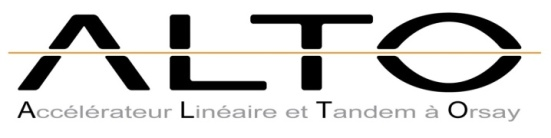 ALTO
Accélérateur Linéaire et Tandem à Orsay